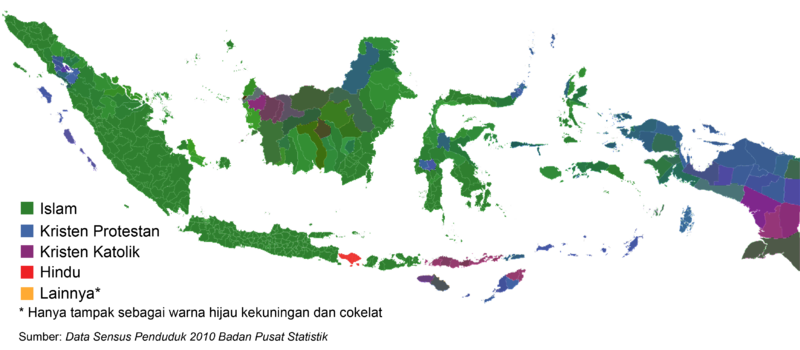 Islam
Kristen Protestan
Kristen Katolik
Hindu
Lainnya*
* Hanya tampak sebagai warna hijau kekuningan dan cokelat
Sumber: Data Sensus Penduduk 2010 Badan Pusat Statistik